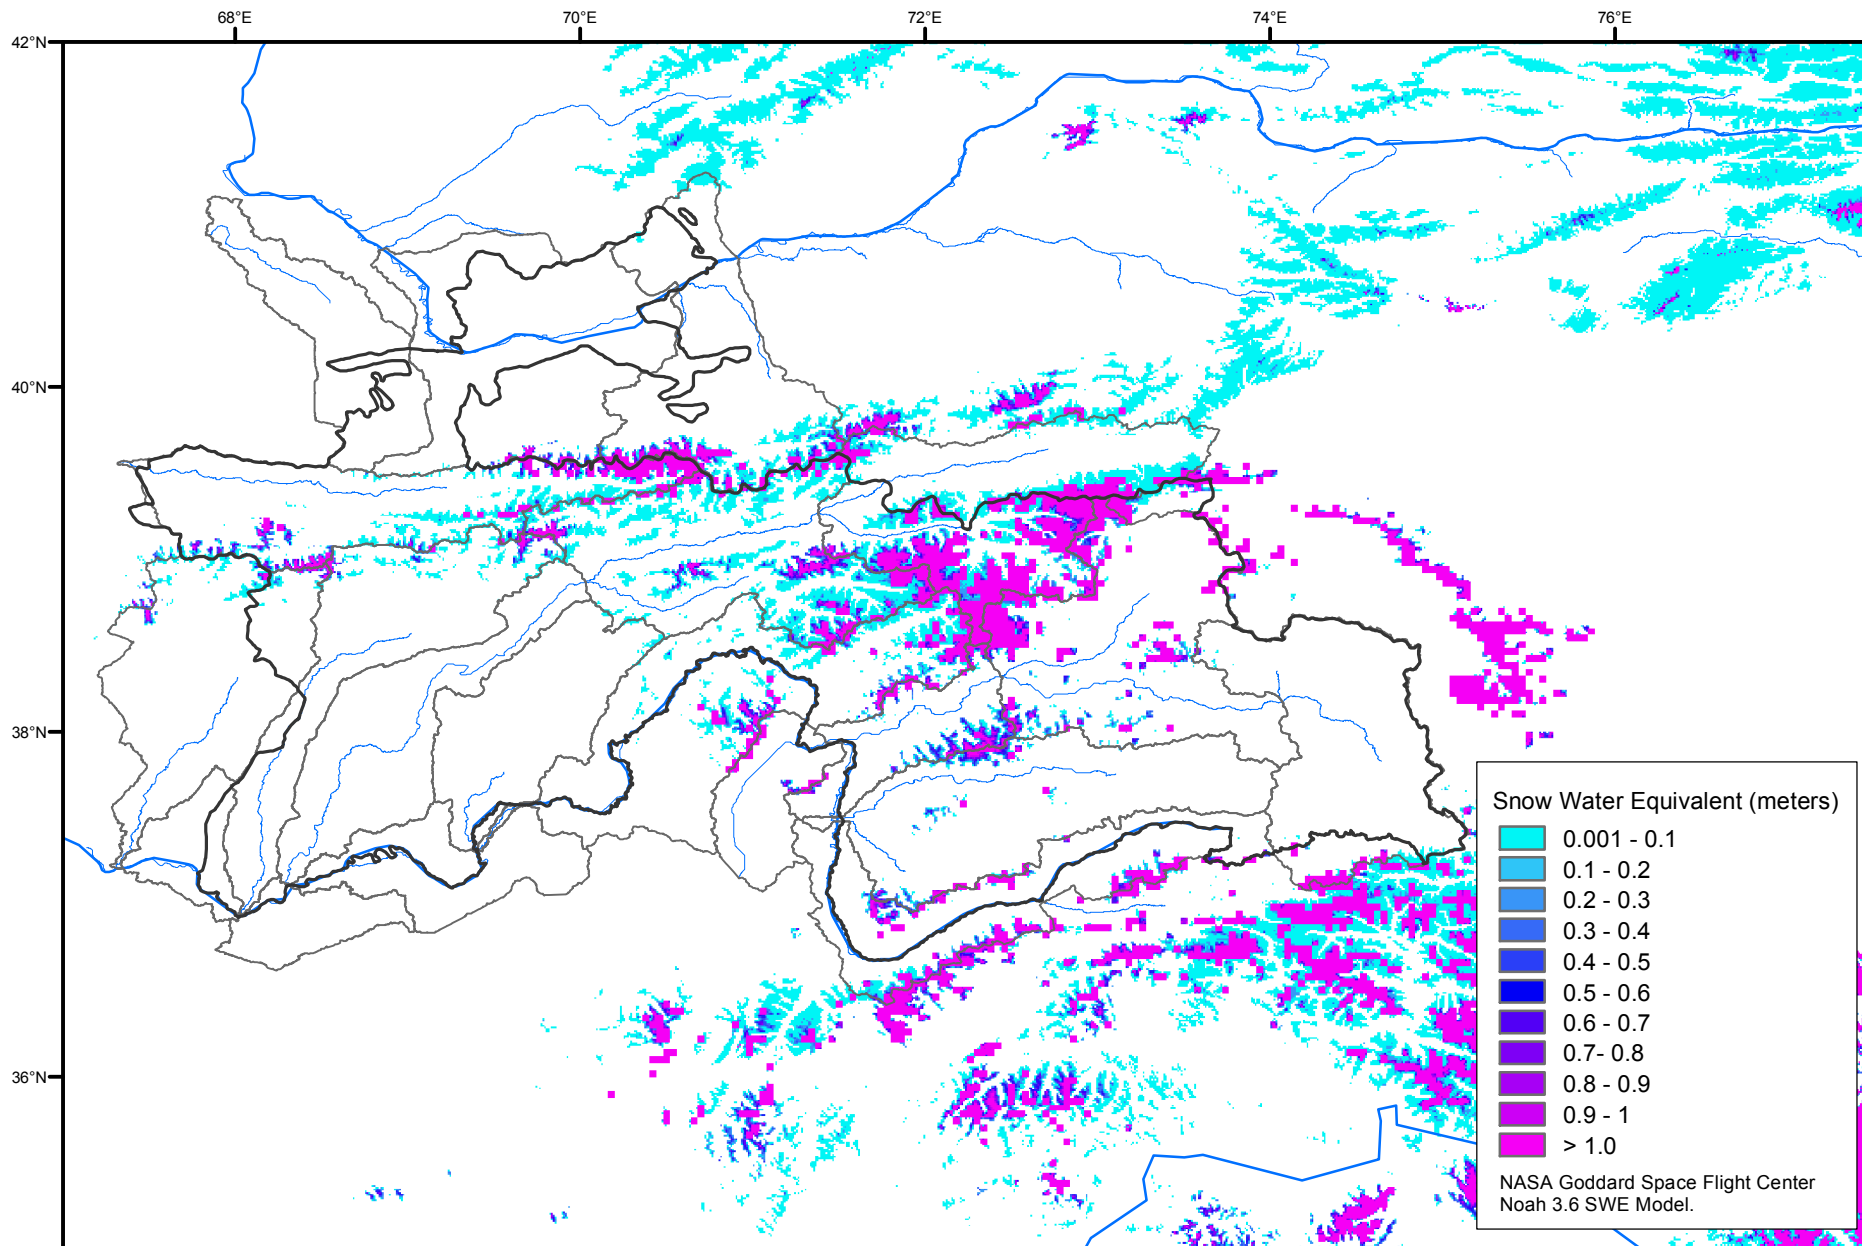 68°E 70°E 72°E 74°E 76°E
42°N
40°N
38°N
36°N
Snow Water Equivalent (meters)
0.001 - 0.1
0.1 - 0.2
0.2 - 0.3
0.3 - 0.4
0.4 - 0.5
0.5 - 0.6
0.6 - 0.7
0.7- 0.8
0.8 - 0.9
0.9 - 1
> 1.0
NASA Goddard Space Flight Center
Noah 3.6 SWE Model.